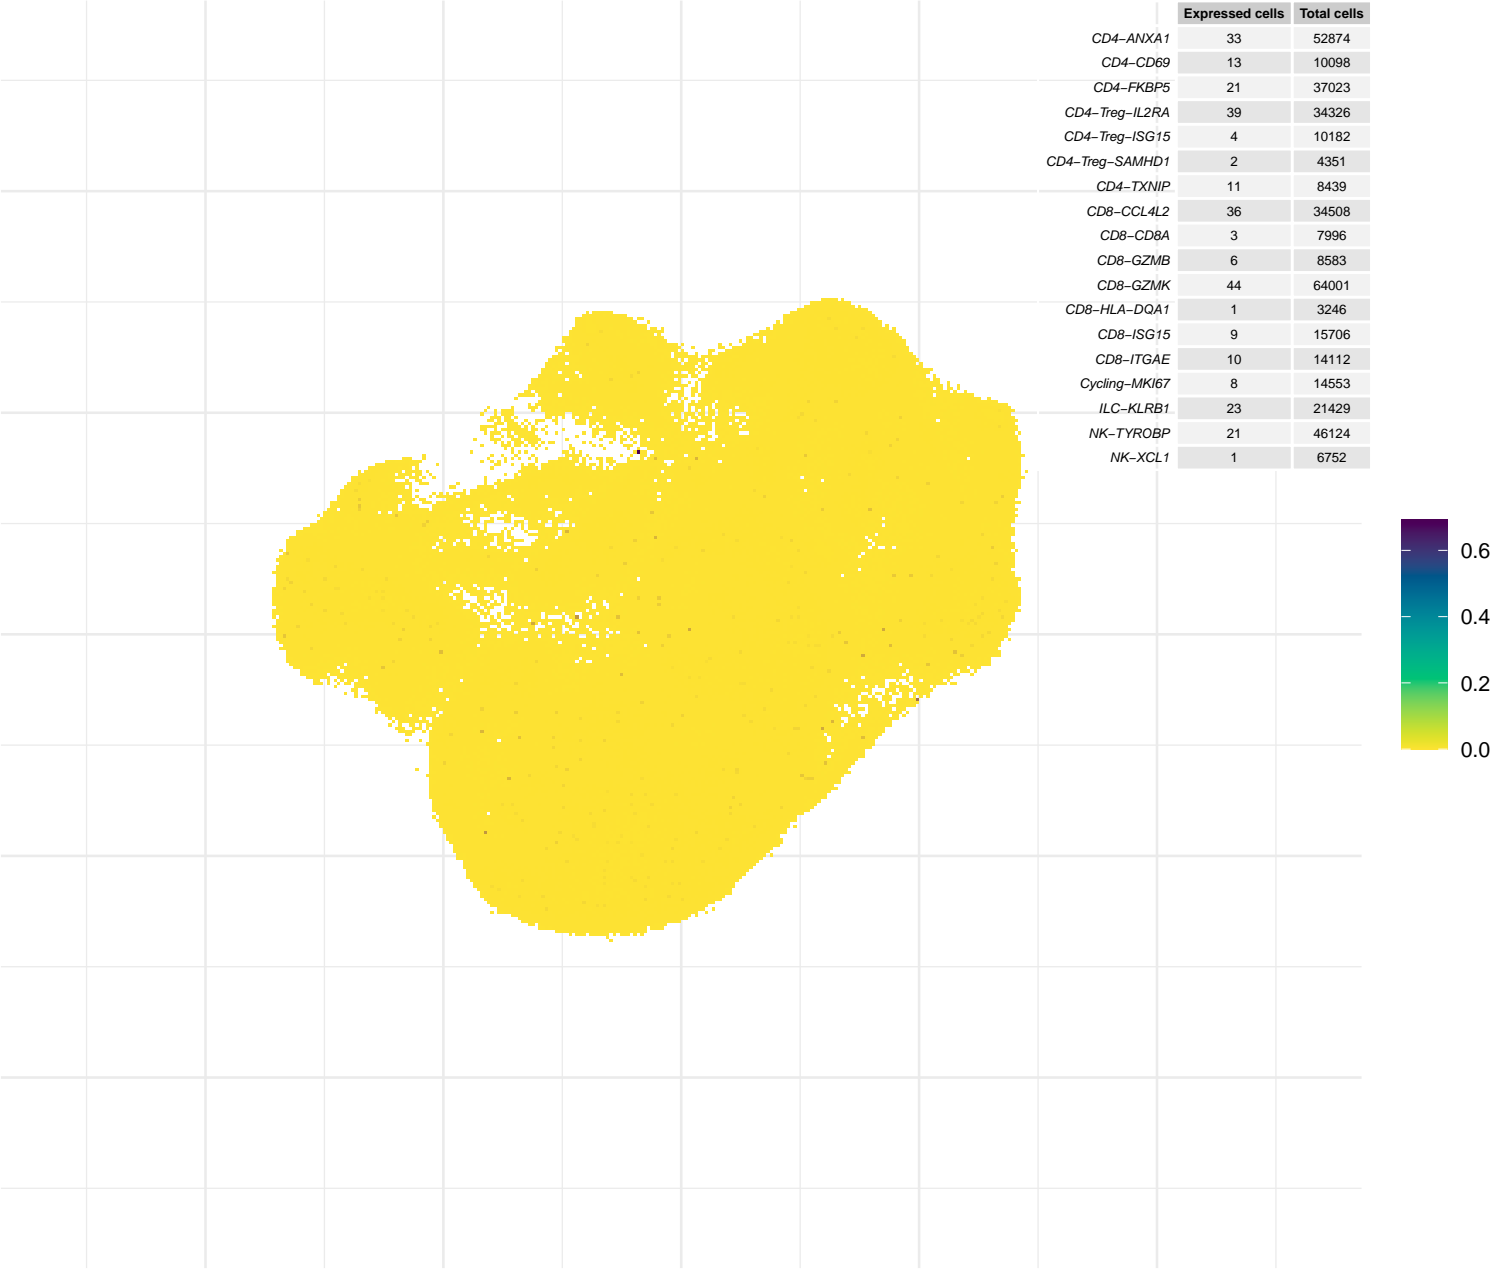 Expressed cells Total cells
CD4−ANXA1 33 52874
CD4−CD69 13 10098
CD4−FKBP5 21 37023
CD4−Treg−IL2RA 39 34326
CD4−Treg−ISG15 4 10182
CD4−Treg−SAMHD1 2 4351
CD4−TXNIP 11 8439
CD8−CCL4L2 36 34508
CD8−CD8A 3 7996
CD8−GZMB 6 8583
CD8−GZMK 44 64001
CD8−HLA−DQA1 1 3246
CD8−ISG15 9 15706
CD8−ITGAE 10 14112
Cycling−MKI67 8 14553
ILC−KLRB1 23 21429
NK−TYROBP 21 46124
NK−XCL1 1 6752
0.6
0.4
0.2
0.0